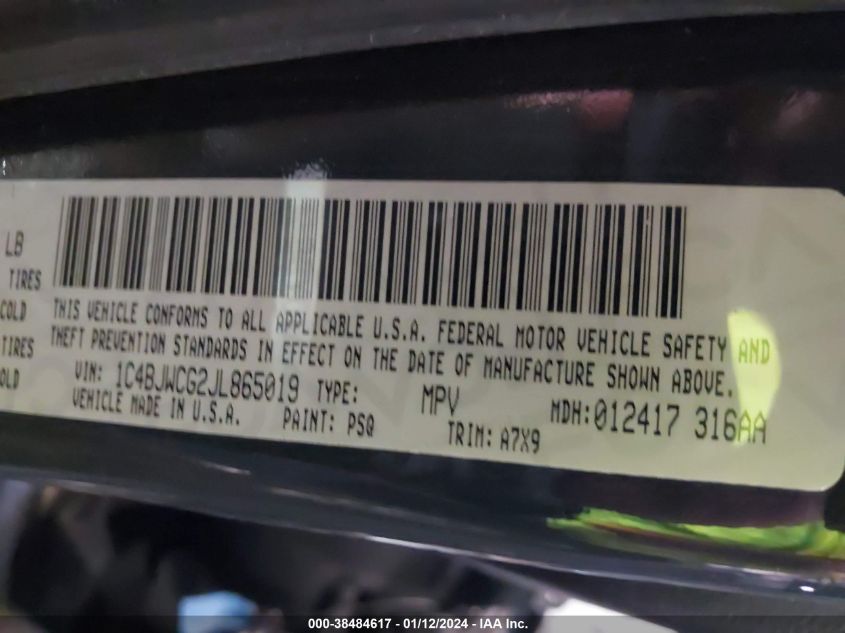 LB
TIRES
COLD
TIRES
OLD
THIS VEHICLE CONFORMS TO ALL APPLICABLE U.S.A. FEDERAL MOTOR VEHICLE SAFETY AND
THEFT PREVENTION STANDARDS IN EFFECT ON THE DATE OF MANUFACTURE SHOWN ABOVE.
VIN: 1C4BJWCG2JL865019 TYPE: MPV MDH:012417 316AA
VEHICLE MADE IN U.S.A. PAINT: PSQ TRIM: A7X9
000-38484617 - 01/12/2024 - IAA Inc.